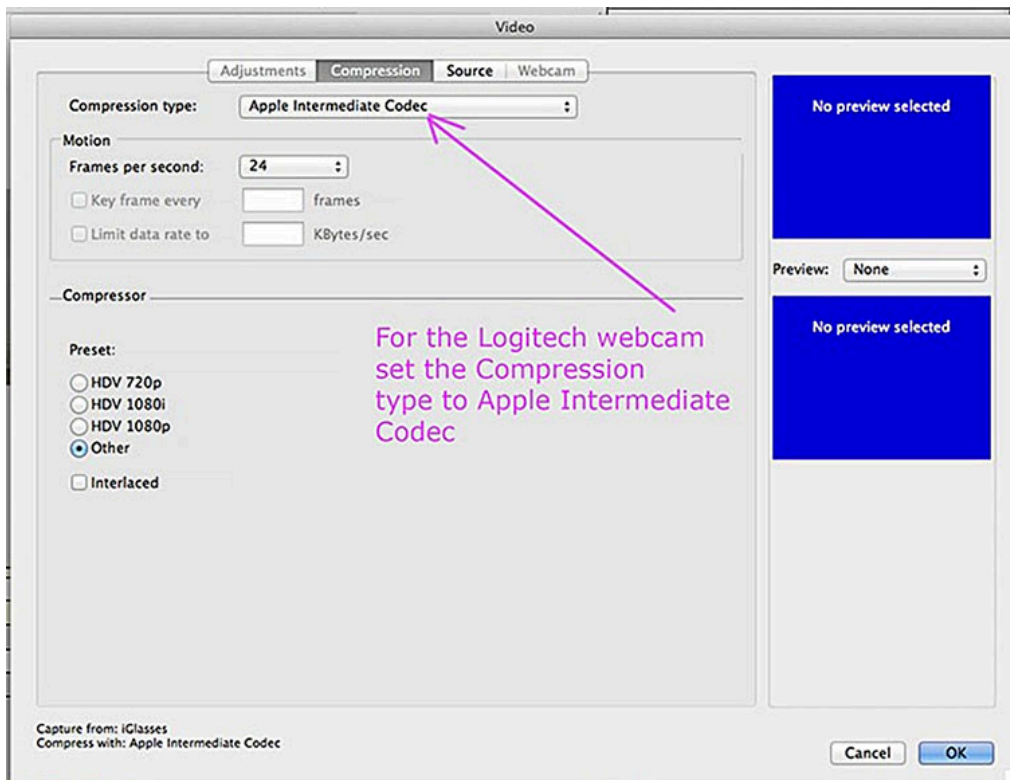 Video
Adjustments Compression Source Webcam
Compression type: Apple Intermediate Codec
No preview selected
Motion
Frames per second: 24
Key frame every frames
Limit data rate to KBytes/sec
Preview: None
Compressor
No preview selected
For the Logitech webcam
set the Compression
type to Apple Intermediate
Codec
Preset:
HDV 720p
HDV 1080i
HDV 1080p
Other
Interlaced
Capture from: iGlasses
Compress with: Apple Intermediate Codec
Cancel OK